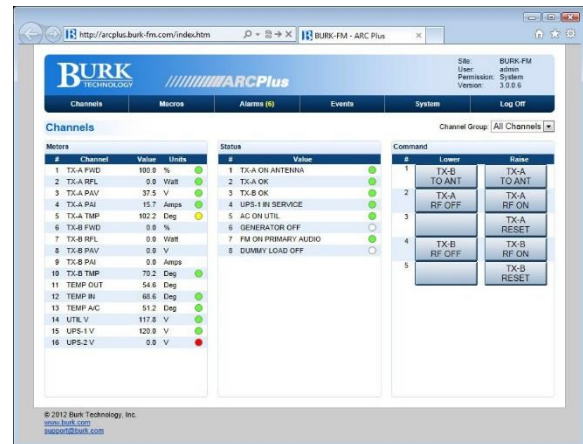 http://arcplus.burk-fm.com/index.htm
BURK-FM - ARC Plus
BURK
TECHNOLOGY
ARCPlus
Site: BURK-FM
User: admin
Permission: System
Version: 3.0.0.6
Channels Macros Alarms (6) Events System Log Off
Channels
Channel Group: All Channels
Meters
# Channel Value Units
1 TX-A FWD 100.0 %
2 TX-A RFL 0.0 Watt
3 TX-A PAV 37.5 V
4 TX-A PAI 15.7 Amps
5 TX-A TMP 102.2 Deg
6 TX-B FWD 0.0 %
7 TX-B RFL 0.0 Watt
8 TX-B PAV 0.0 V
9 TX-B PAI 0.0 Amps
10 TX-B TMP 70.2 Deg
11 TEMP OUT 54.6 Deg
12 TEMP IN 68.6 Deg
13 TEMP A/C 51.2 Deg
14 UTIL V 117.8 V
15 UPS-1 V 120.0 V
16 UPS-2 V 0.0 V
Status
# Value
1 TX-A ON ANTENNA
2 TX-A OK
3 TX-B OK
4 UPS-1 IN SERVICE
5 AC ON UTIL
6 GENERATOR OFF
7 FM ON PRIMARY AUDIO
8 DUMMY LOAD OFF
Command
# Lower Raise
1 TX-B TO ANT TX-A TO ANT
2 TX-A RF OFF TX-A RF ON
3 TX-A RESET
4 TX-B RF OFF TX-B RF ON
5 TX-B RESET
© 2012 Burk Technology, Inc.
www.burk.com
support@burk.com